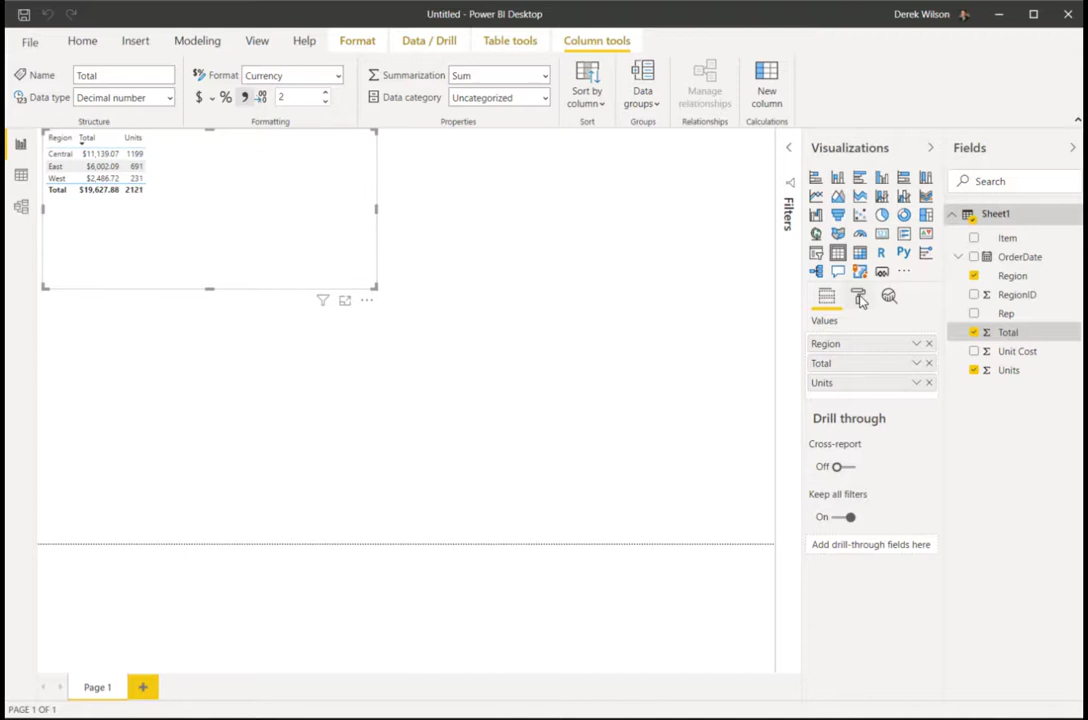 Untitled - Power BI Desktop
Derek Wilson
File Home Insert Modeling View Help Format Data / Drill Table tools Column tools
Name Total
Data type Decimal number
Structure
Format Currency
$ % 9 .00 2
Formatting
Summarization Sum
Data category Uncategorized
Properties
Sort by column
Sort
Data groups
Groups
Manage relationships
Relationships
New column
Calculations
Region Total Units
Central $11,139.07 1199
East $6,002.09 691
West $2,486.72 231
Total $19,627.88 2121
Filters
Visualizations
R Py
Values
Region
Total
Units
Drill through
Cross-report
Off
Keep all filters
On
Add drill-through fields here
Fields
Search
Sheet1
Item
OrderDate
Region
RegionID
Rep
Total
Unit Cost
Units
Page 1
PAGE 1 OF 1